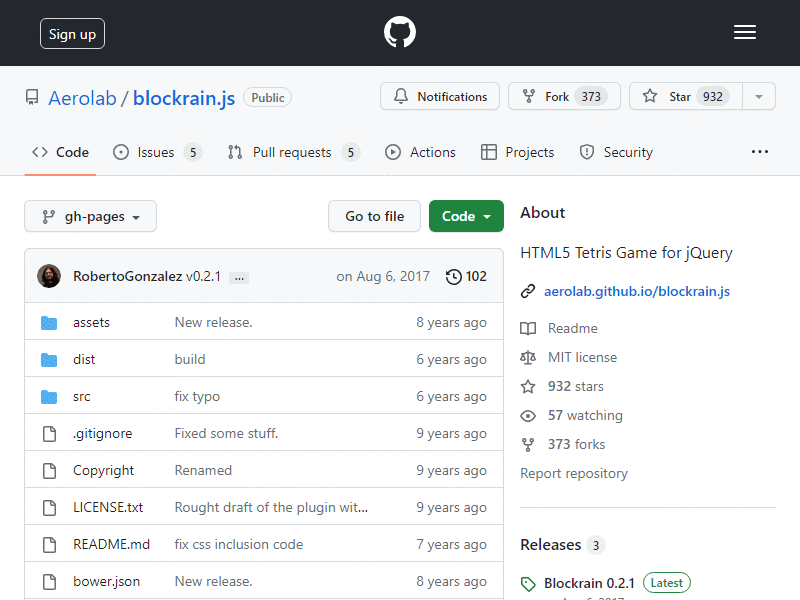 Sign up
Aerolab / blockrain.js Public
Notifications
Fork 373
Star 932
Code
Issues 5
Pull requests 5
Actions
Projects
Security
gh-pages
Go to file
Code
RobertoGonzalez v0.2.1 ... on Aug 6, 2017 102
assets New release. 8 years ago
dist build 6 years ago
src fix typo 6 years ago
.gitignore Fixed some stuff. 9 years ago
Copyright Renamed 9 years ago
LICENSE.txt Rought draft of the plugin wit... 9 years ago
README.md fix css inclusion code 7 years ago
bower.json New release. 8 years ago
About
HTML5 Tetris Game for jQuery
aerolab.github.io/blockrain.js
Readme
MIT license
932 stars
57 watching
373 forks
Report repository
Releases 3
Blockrain 0.2.1 Latest